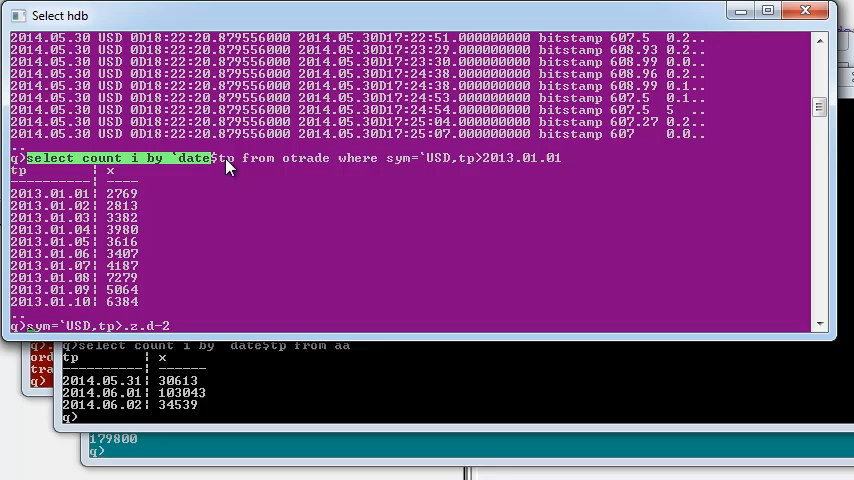 Select hdb
2014.05.30 USD 0D18:22:20.879556000 2014.05.30D17:22:51.000000000 bitstamp 607.5 0.2..
2014.05.30 USD 0D18:22:20.879556000 2014.05.30D17:23:29.000000000 bitstamp 608.93 0.2..
2014.05.30 USD 0D18:22:20.879556000 2014.05.30D17:23:30.000000000 bitstamp 608.99 0.0..
2014.05.30 USD 0D18:22:20.879556000 2014.05.30D17:24:38.000000000 bitstamp 608.96 0.2..
2014.05.30 USD 0D18:22:20.879556000 2014.05.30D17:24:38.000000000 bitstamp 608.99 0.1..
2014.05.30 USD 0D18:22:20.879556000 2014.05.30D17:24:53.000000000 bitstamp 607.5 0.1..
2014.05.30 USD 0D18:22:20.879556000 2014.05.30D17:24:54.000000000 bitstamp 607.5 5 ..
2014.05.30 USD 0D18:22:20.879556000 2014.05.30D17:25:04.000000000 bitstamp 607.27 0.2..
2014.05.30 USD 0D18:22:20.879556000 2014.05.30D17:25:07.000000000 bitstamp 607 0.0..
..
q)select count i by `date$tp from otrade where sym=`USD,tp>2013.01.01
tp | x
----------| ----
2013.01.01| 2769
2013.01.02| 2813
2013.01.03| 3382
2013.01.04| 3980
2013.01.05| 3616
2013.01.06| 3407
2013.01.07| 4187
2013.01.08| 7279
2013.01.09| 5064
2013.01.10| 6384
..
q)sym=`USD,tp>.z.d-2
q).
ord
tra
q)
q)select count i by `date$tp from aa
tp | x
----------| ------
2014.05.31| 30613
2014.06.01| 103043
2014.06.02| 34539
q)
179800
q)